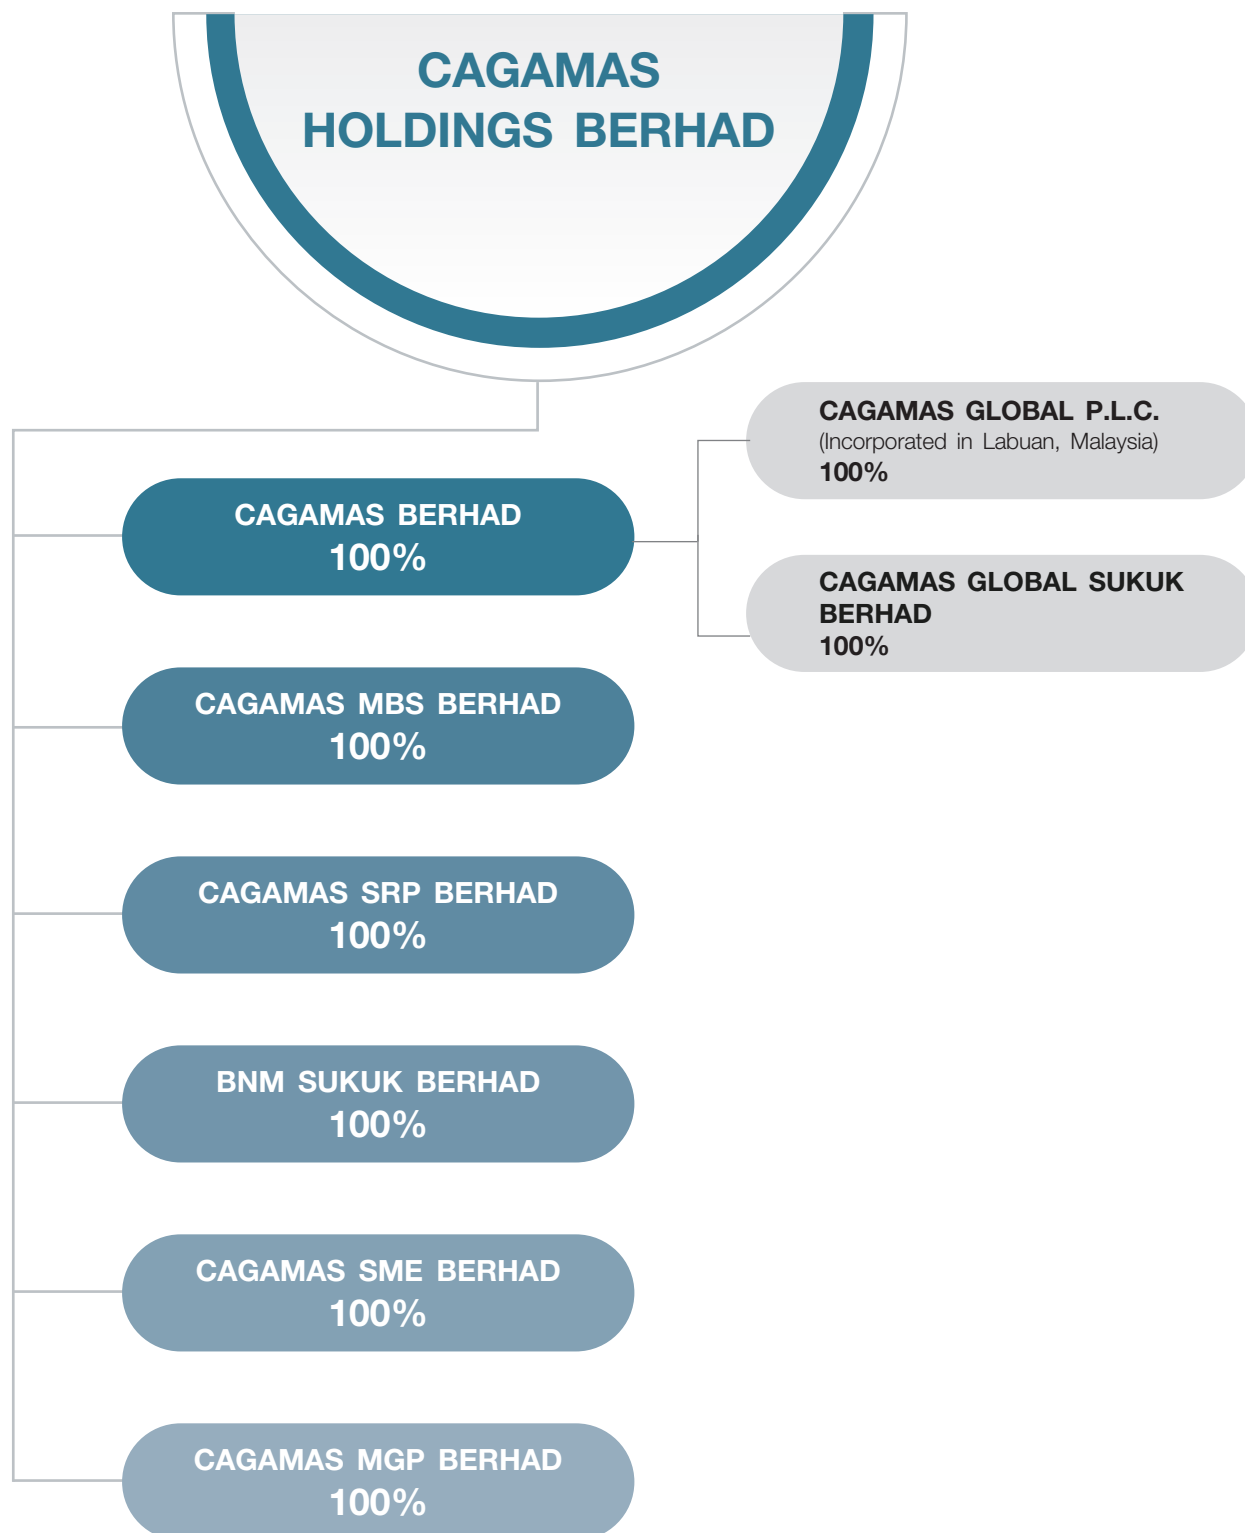 CAGAMAS
HOLDINGS BERHAD
CAGAMAS GLOBAL P.L.C.
(Incorporated in Labuan, Malaysia)
100%
CAGAMAS BERHAD
100%
CAGAMAS GLOBAL SUKUK
BERHAD
100%
CAGAMAS MBS BERHAD
100%
CAGAMAS SRP BERHAD
100%
BNM SUKUK BERHAD
100%
CAGAMAS SME BERHAD
100%
CAGAMAS MGP BERHAD
100%